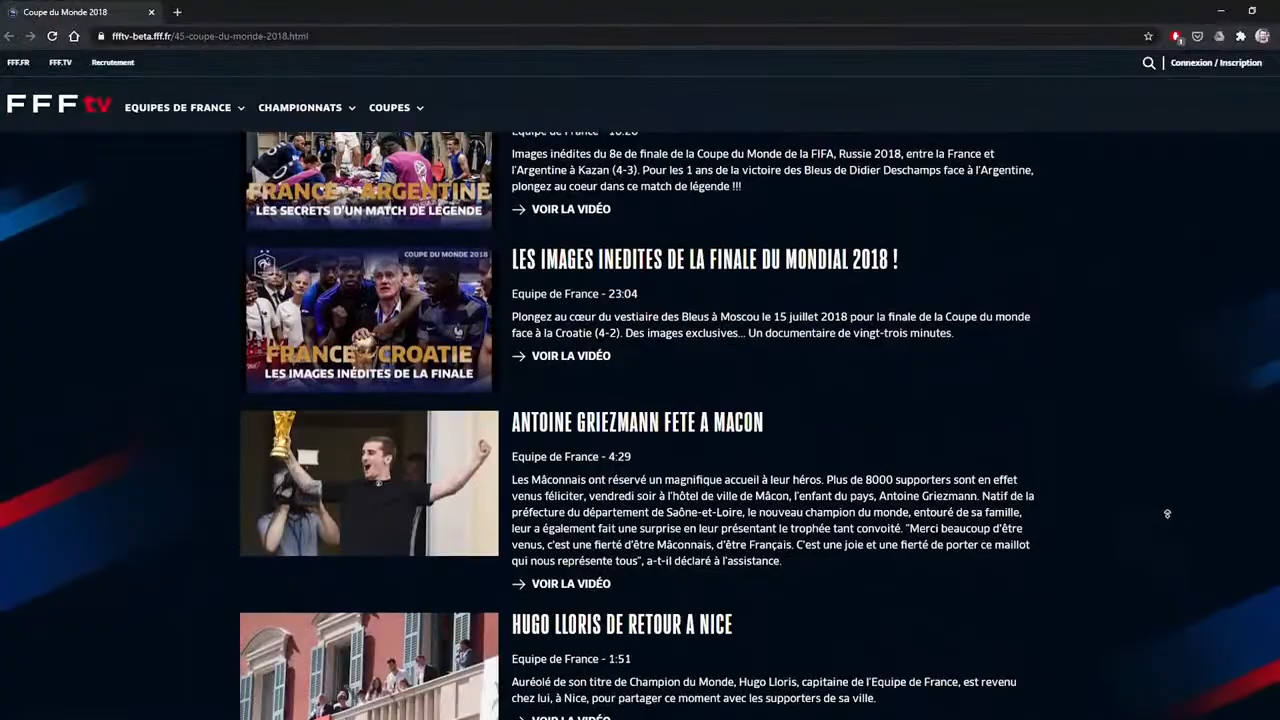 Coupe du Monde 2018
fftv-beta.fff.fr/45-coupe-du-monde-2018.html
1
FFF.FR FFF.TV Recrutement
Connexion / Inscription
FFF tv EQUIPES DE FRANCE CHAMPIONNATS COUPES
Equipe de France - 16:26
Images inédites du 8e de finale de la Coupe du Monde de la FIFA, Russie 2018, entre la France et
l'Argentine à Kazan (4-3). Pour les 1 ans de la victoire des Bleus de Didier Deschamps face à l'Argentine,
plongez au coeur dans ce match de légende !!!
VOIR LA VIDÉO
FRANCE - ARGENTINE
LES SECRETS D'UN MATCH DE LÉGENDE
COUPE DU MONDE 2018
FRANCE - CROATIE
LES IMAGES INÉDITES DE LA FINALE
LES IMAGES INEDITES DE LA FINALE DU MONDIAL 2018 !
Equipe de France - 23:04
Plongez au cœur du vestiaire des Bleus à Moscou le 15 juillet 2018 pour la finale de la Coupe du monde
face à la Croatie (4-2). Des images exclusives... Un documentaire de vingt-trois minutes.
VOIR LA VIDÉO
ANTOINE GRIEZMANN FETE A MACON
Equipe de France - 4:29
Les Mâconnais ont réservé un magnifique accueil à leur héros. Plus de 8000 supporters sont en effet
venus féliciter, vendredi soir à l'hôtel de ville de Mâcon, l'enfant du pays, Antoine Griezmann. Natif de la
préfecture du département de Saône-et-Loire, le nouveau champion du monde, entouré de sa famille,
leur a également fait une surprise en leur présentant le trophée tant convoité. "Merci beaucoup d'être
venus, c'est une fierté d'être Mâconnais, d'être Français. C'est une joie et une fierté de porter ce maillot
qui nous représente tous", a-t-il déclaré à l'assistance.
VOIR LA VIDÉO
HUGO LLORIS DE RETOUR A NICE
Equipe de France - 1:51
Auréolé de son titre de Champion du Monde, Hugo Lloris, capitaine de l'Equipe de France, est revenu
chez lui, à Nice, pour partager ce moment avec les supporters de sa ville.
VOIR LA VIDÉO